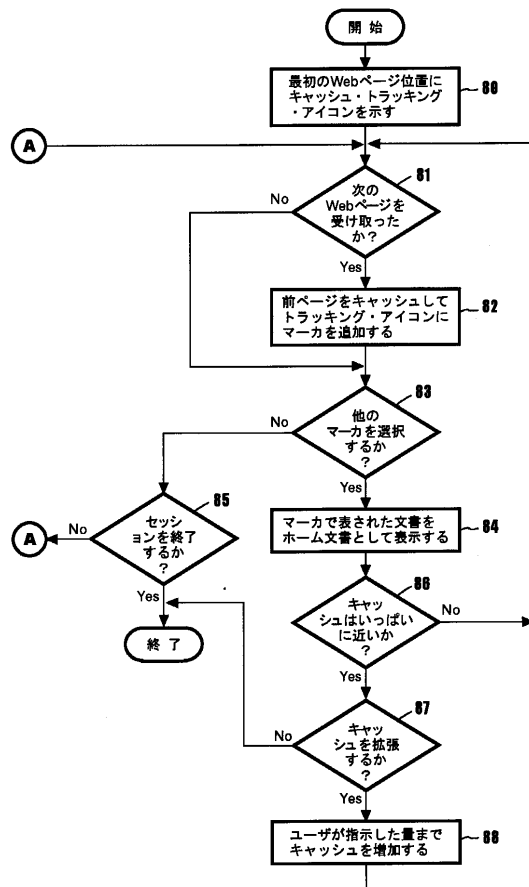 開 始
最初のWebページ位置に
キャッシュ・トラッキング
・アイコンを示す
80
A
81
次の
Webページを
受け取った
か？
No
Yes
前ページをキャッシュして
トラッキング・アイコンに
マーカを追加する
82
83
他の
マーカを選択
するか
？
No
Yes
85
セッシ
ョンを終了
するか
？
A
No
Yes
終 了
マーカで表された文書を
ホーム文書として表示する
84
86
キャッ
シュはいっぱい
に近いか
？
No
Yes
87
キャッ
シュを拡張
するか
？
No
Yes
ユーザが指示した量まで
キャッシュを増加する
88